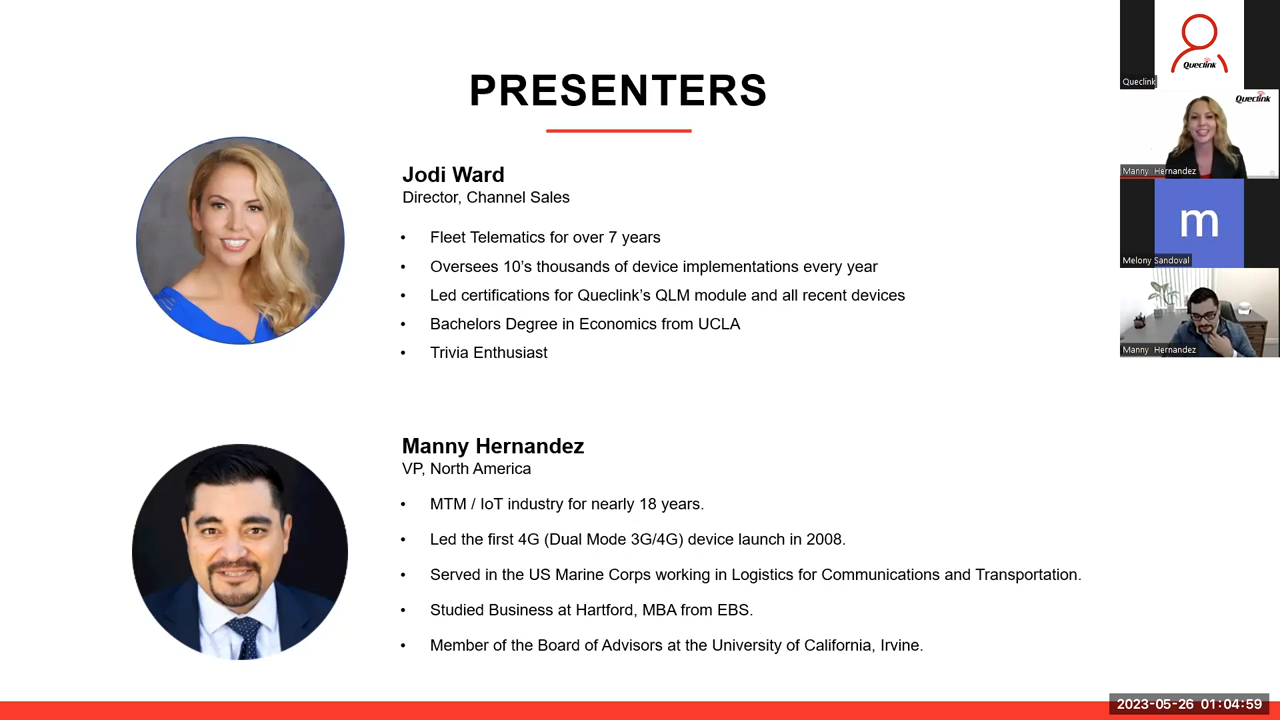 PRESENTERS
Jodi Ward
Director, Channel Sales
• Fleet Telematics for over 7 years
• Oversees 10’s thousands of device implementations every year
• Led certifications for Queclink’s QLM module and all recent devices
• Bachelors Degree in Economics from UCLA
• Trivia Enthusiast
Manny Hernandez
VP, North America
• MTM / IoT industry for nearly 18 years.
• Led the first 4G (Dual Mode 3G/4G) device launch in 2008.
• Served in the US Marine Corps working in Logistics for Communications and Transportation.
• Studied Business at Hartford, MBA from EBS.
• Member of the Board of Advisors at the University of California, Irvine.
Queclink
Queclink
Queclink
Manny Hernandez
m
Melony Sandoval
Manny Hernandez
2023-05-26 01:04:59